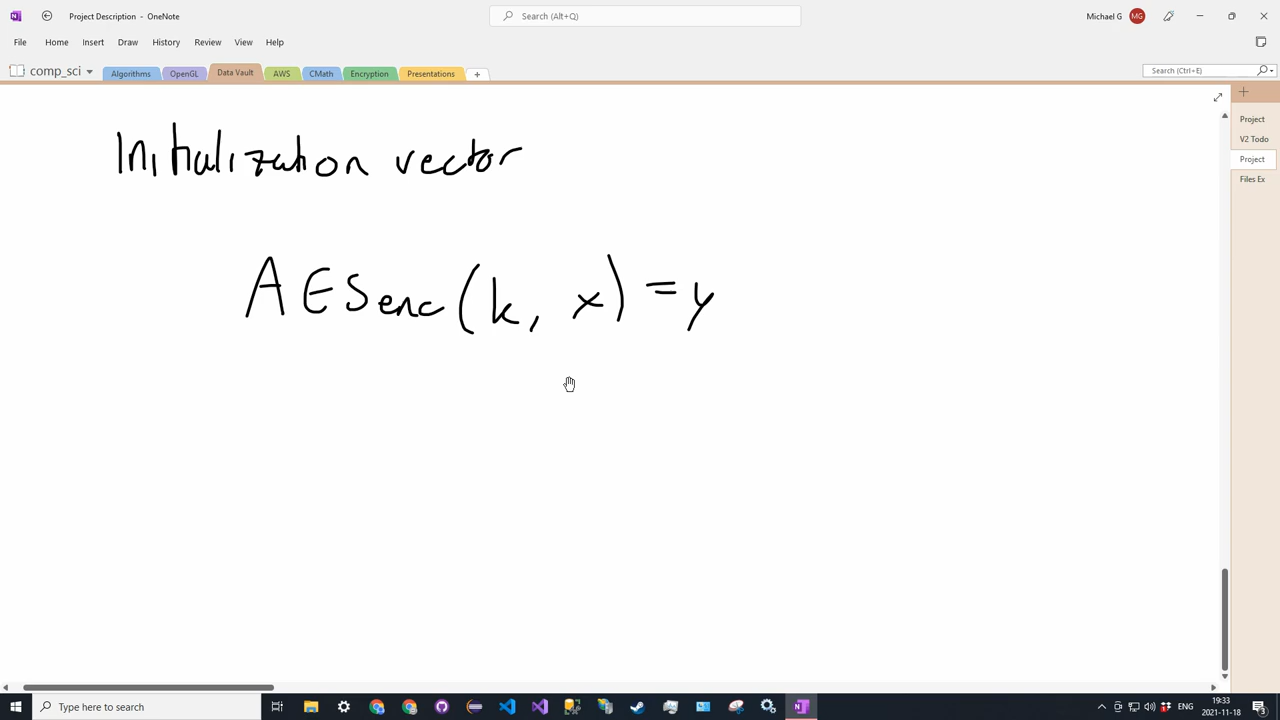 Project Description - OneNote
Search (Alt+Q)
Michael G
MG
File Home Insert Draw History Review View Help
comp_sci
Algorithms OpenGL Data Vault AWS CMath Encryption Presentations +
Search (Ctrl+E)
Project
V2 Todo
Project
Files Ex
Initialization vector
AESenc(k, x) = y
Type here to search
ENG
19:33
2021-11-18